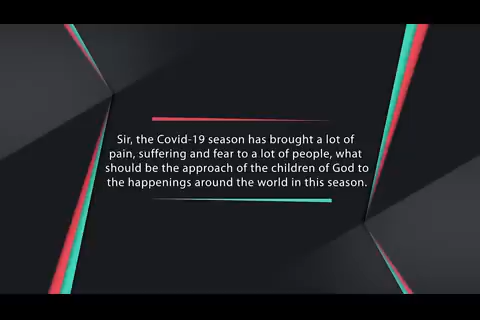 Sir, the Covid-19 season has brought a lot of
pain, suffering and fear to a lot of people, what
should be the approach of the children of God to
the happenings around the world in this season.